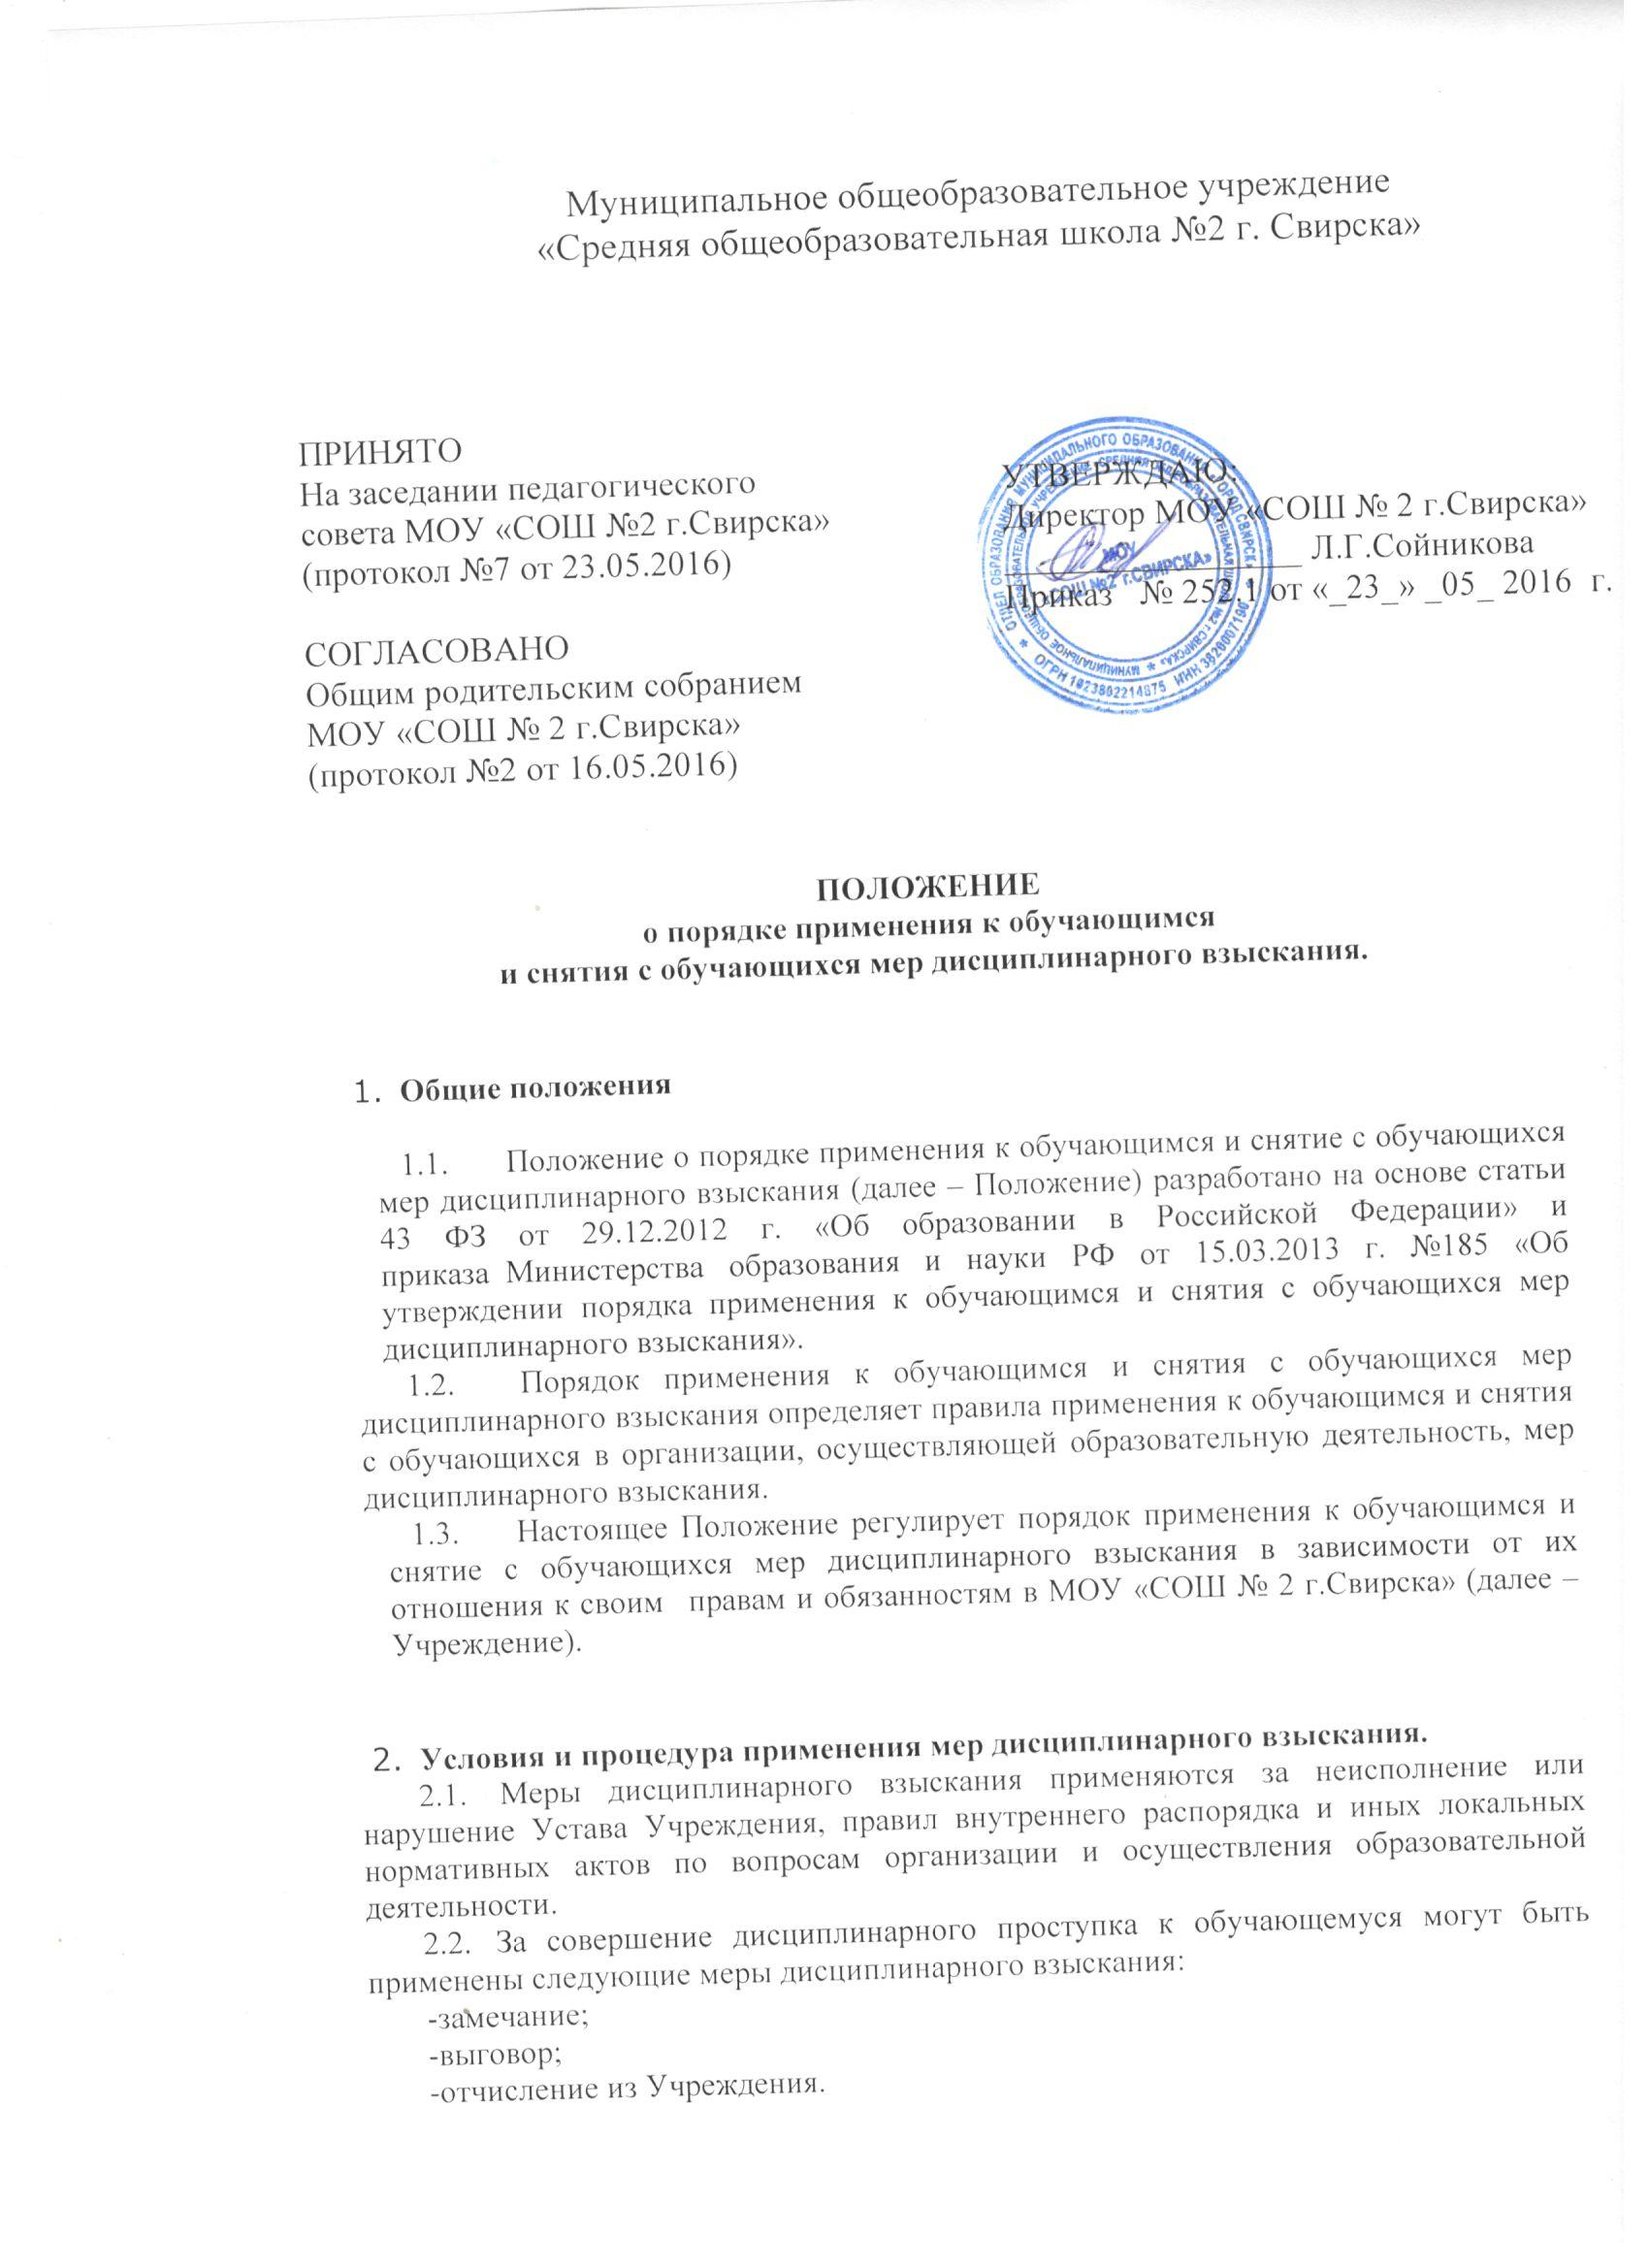 Муниципальное общеобразовательное учреждение
«Средняя общеобразовательная школа №2 г. Свирска»
ПРИНЯТО
На заседании педагогического
совета МОУ «СОШ №2 г.Свирска»
(протокол №7 от 23.05.2016)
СОГЛАСОВАНО
Общим родительским собранием
МОУ «СОШ № 2 г.Свирска»
(протокол №2 от 16.05.2016)
УТВЕРЖДАЮ:
Директор МОУ «СОШ № 2 г.Свирска»
Л.Г.Сойникова
Приказ № 252.1 от «_23_» _05_ 2016 г.
МОУ
«СОШ №2 г.СВИРСКА»
ПОЛОЖЕНИЕ
о порядке применения к обучающимся
и снятия с обучающихся мер дисциплинарного взыскания.
1. Общие положения
1.1. Положение о порядке применения к обучающимся и снятие с обучающихся
мер дисциплинарного взыскания (далее – Положение) разработано на основе статьи
43 ФЗ от 29.12.2012 г. «Об образовании в Российской Федерации» и
приказа Министерства образования и науки РФ от 15.03.2013 г. №185 «Об
утверждении порядка применения к обучающимся и снятия с обучающихся мер
дисциплинарного взыскания».
1.2. Порядок применения к обучающимся и снятия с обучающихся мер
дисциплинарного взыскания определяет правила применения к обучающимся и снятия
с обучающихся в организации, осуществляющей образовательную деятельность, мер
дисциплинарного взыскания.
1.3. Настоящее Положение регулирует порядок применения к обучающимся и
снятие с обучающихся мер дисциплинарного взыскания в зависимости от их
отношения к своим правам и обязанностям в МОУ «СОШ № 2 г.Свирска» (далее –
Учреждение).
2. Условия и процедура применения мер дисциплинарного взыскания.
2.1. Меры дисциплинарного взыскания применяются за неисполнение или
нарушение Устава Учреждения, правил внутреннего распорядка и иных локальных
нормативных актов по вопросам организации и осуществления образовательной
деятельности.
2.2. За совершение дисциплинарного проступка к обучающемуся могут быть
применены следующие меры дисциплинарного взыскания:
-замечание;
-выговор;
-отчисление из Учреждения.